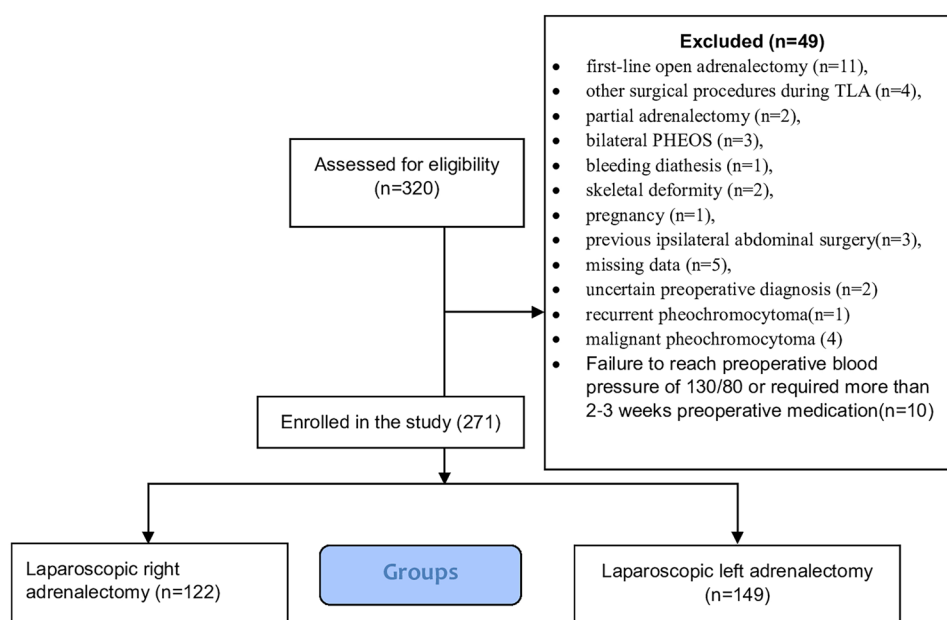 Assessed for eligibility
(n=320)
Excluded (n=49)
• first-line open adrenalectomy (n=11),
• other surgical procedures during TLA (n=4),
• partial adrenalectomy (n=2),
• bilateral PHEOS (n=3),
• bleeding diathesis (n=1),
• skeletal deformity (n=2),
• pregnancy (n=1),
• previous ipsilateral abdominal surgery(n=3),
• missing data (n=5),
• uncertain preoperative diagnosis (n=2)
• recurrent pheochromocytoma(n=1)
• malignant pheochromocytoma (4)
• Failure to reach preoperative blood
pressure of 130/80 or required more than
2-3 weeks preoperative medication(n=10)
Enrolled in the study (271)
Laparoscopic right
adrenalectomy (n=122)
Groups
Laparoscopic left adrenalectomy
(n=149)